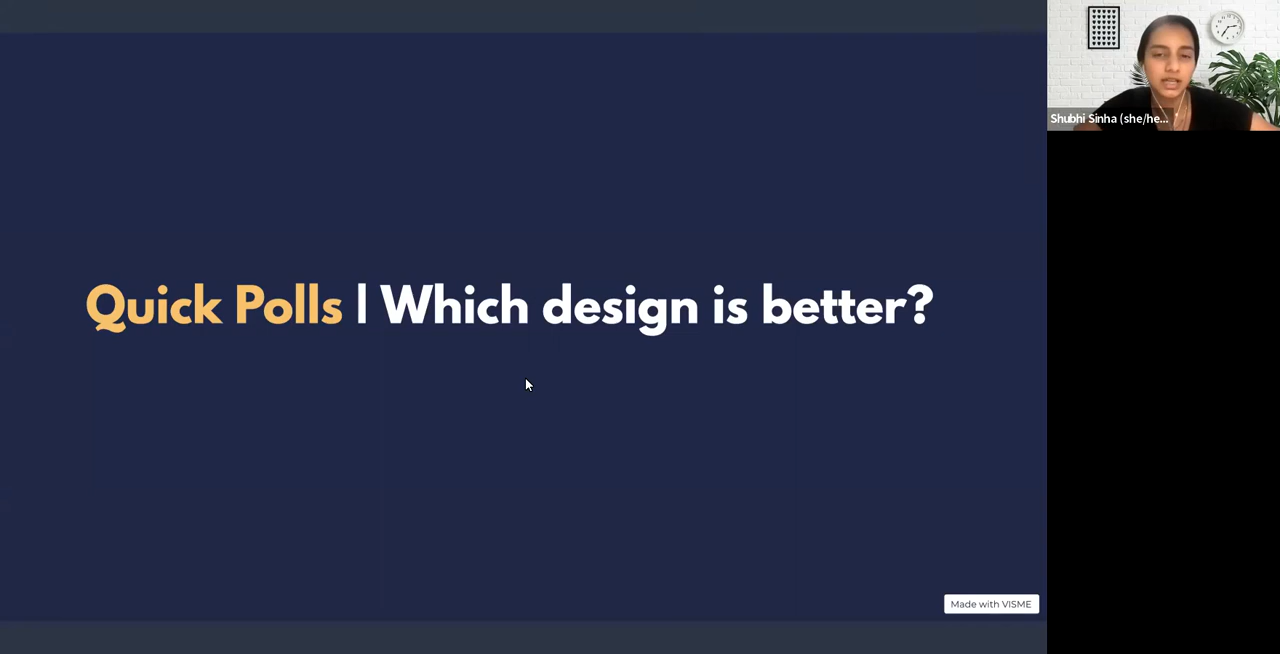 Shubhi Sinha (she/he...
Quick Polls | Which design is better?
Made with VISME